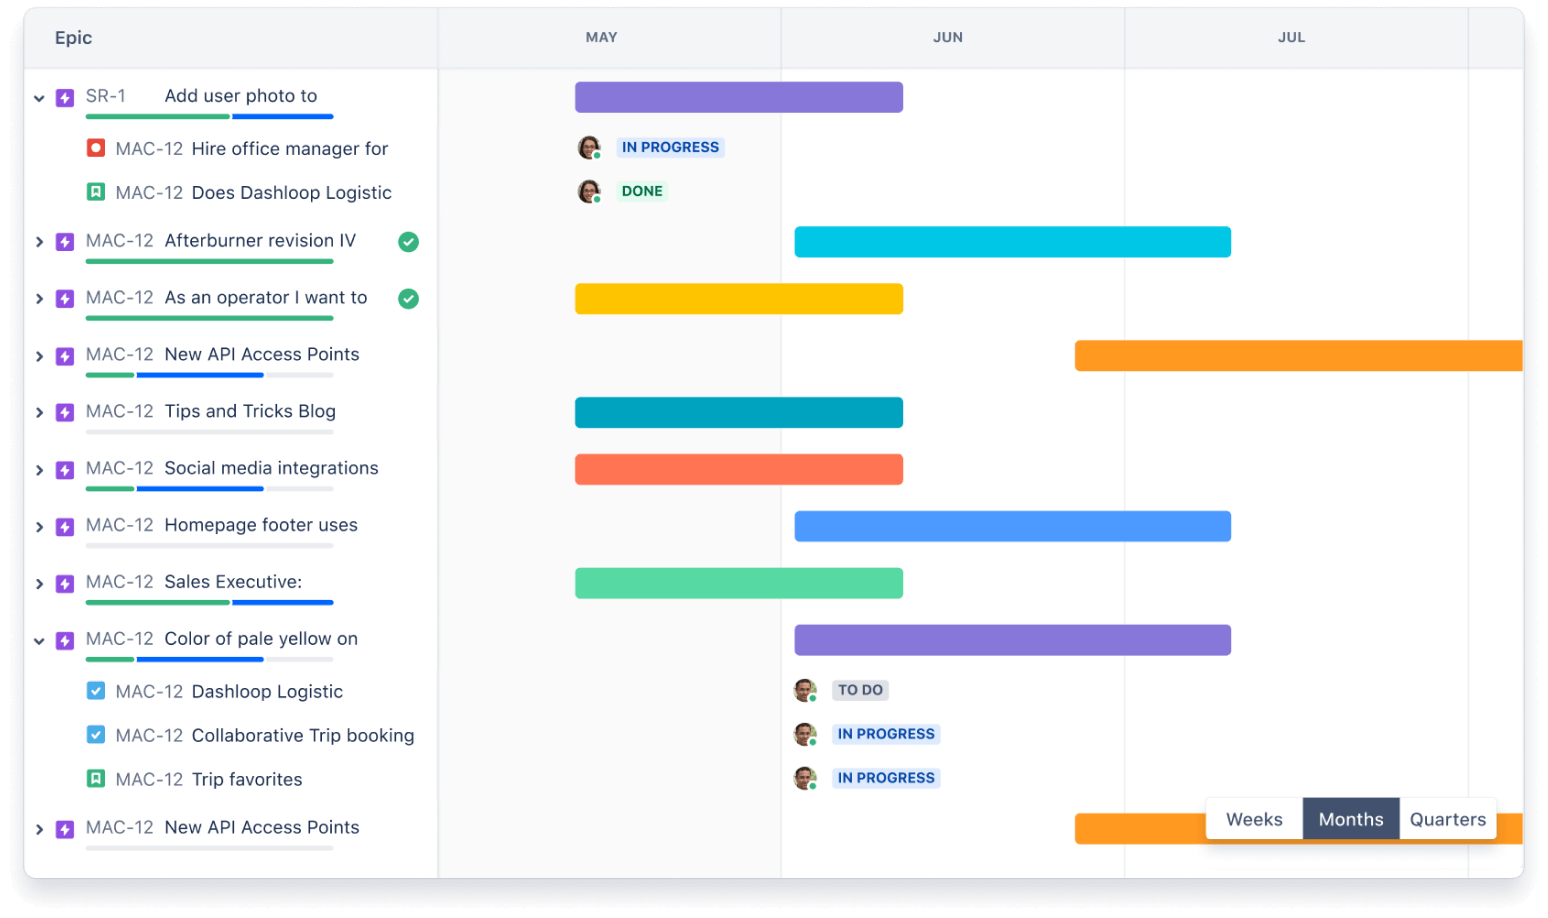 Epic MAY JUN JUL
SR-1 Add user photo to
MAC-12 Hire office manager for IN PROGRESS
MAC-12 Does Dashloop Logistic DONE
MAC-12 Afterburner revision IV
MAC-12 As an operator I want to
MAC-12 New API Access Points
MAC-12 Tips and Tricks Blog
MAC-12 Social media integrations
MAC-12 Homepage footer uses
MAC-12 Sales Executive:
MAC-12 Color of pale yellow on
MAC-12 Dashloop Logistic TO DO
MAC-12 Collaborative Trip booking IN PROGRESS
MAC-12 Trip favorites IN PROGRESS
MAC-12 New API Access Points
Weeks Months Quarters